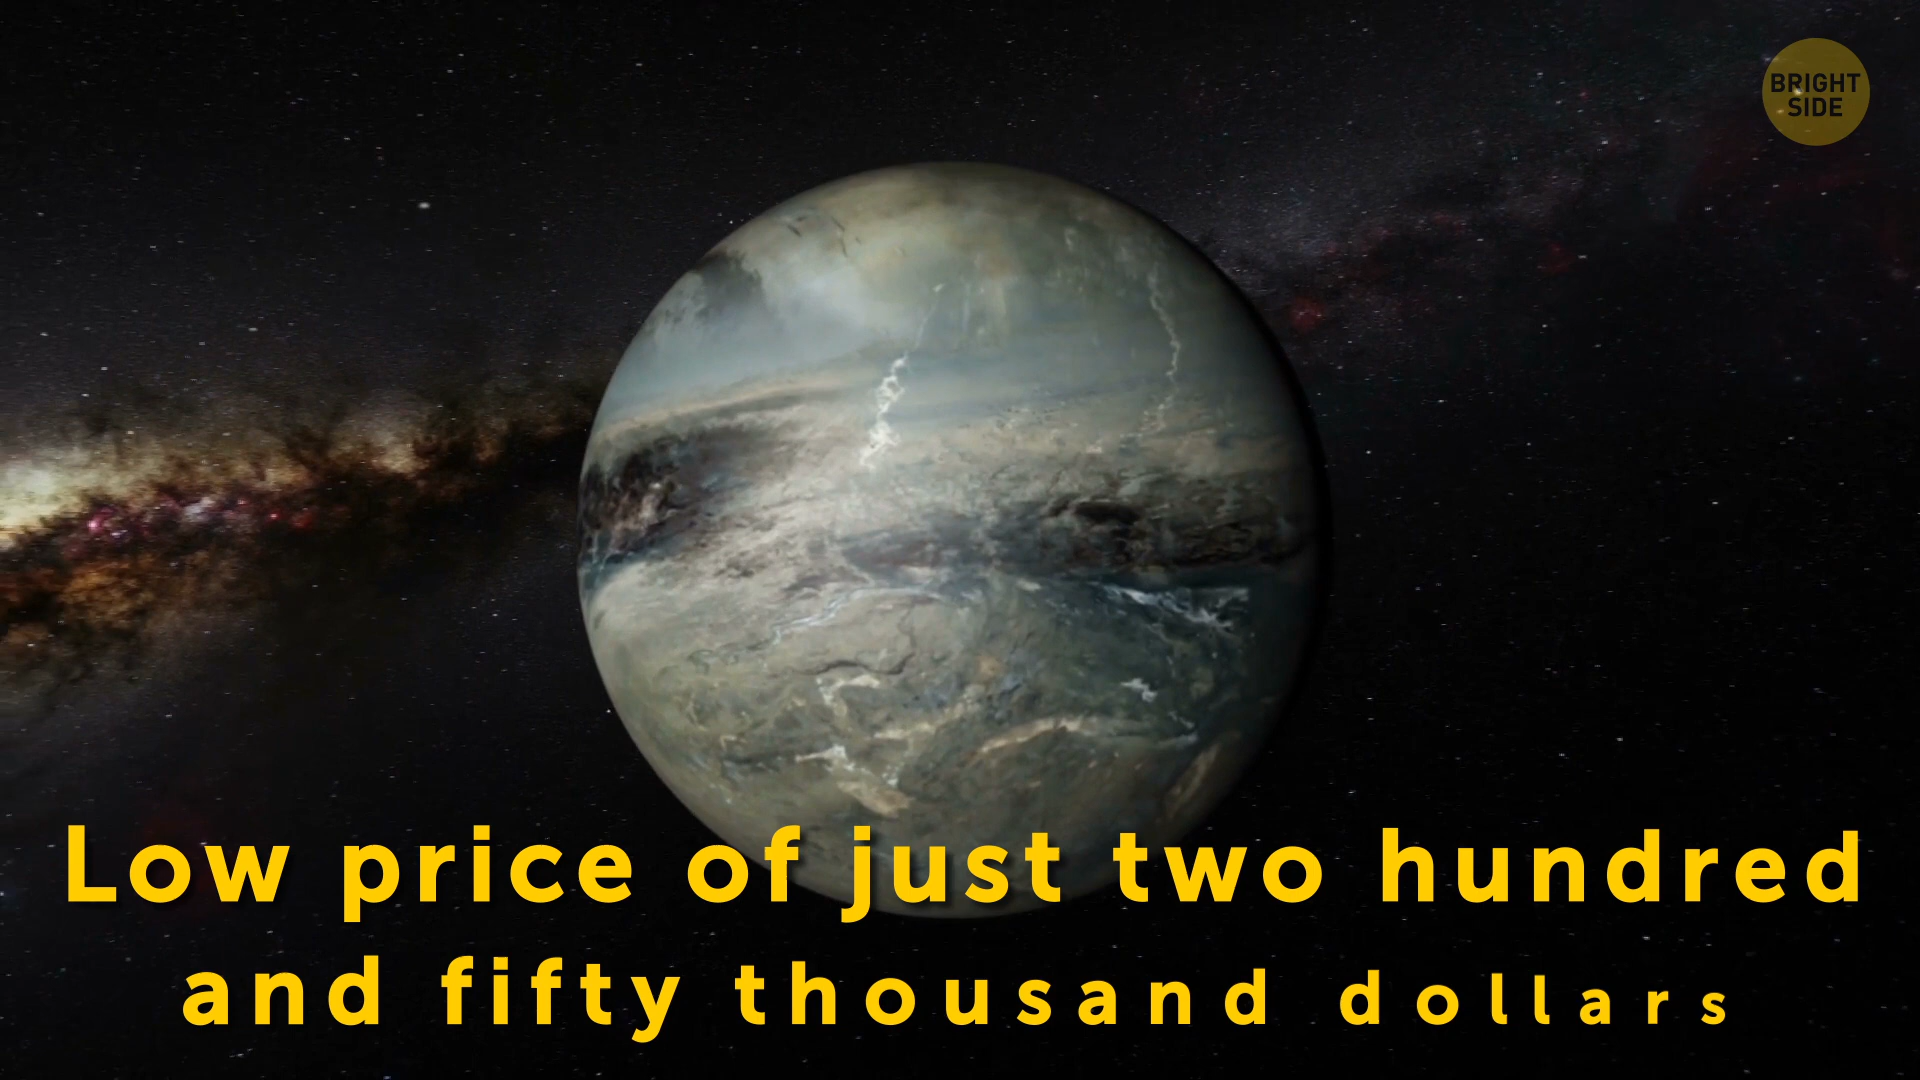 BRIGHT
SIDE
Low price of just two hundred
and fifty thousand dollars